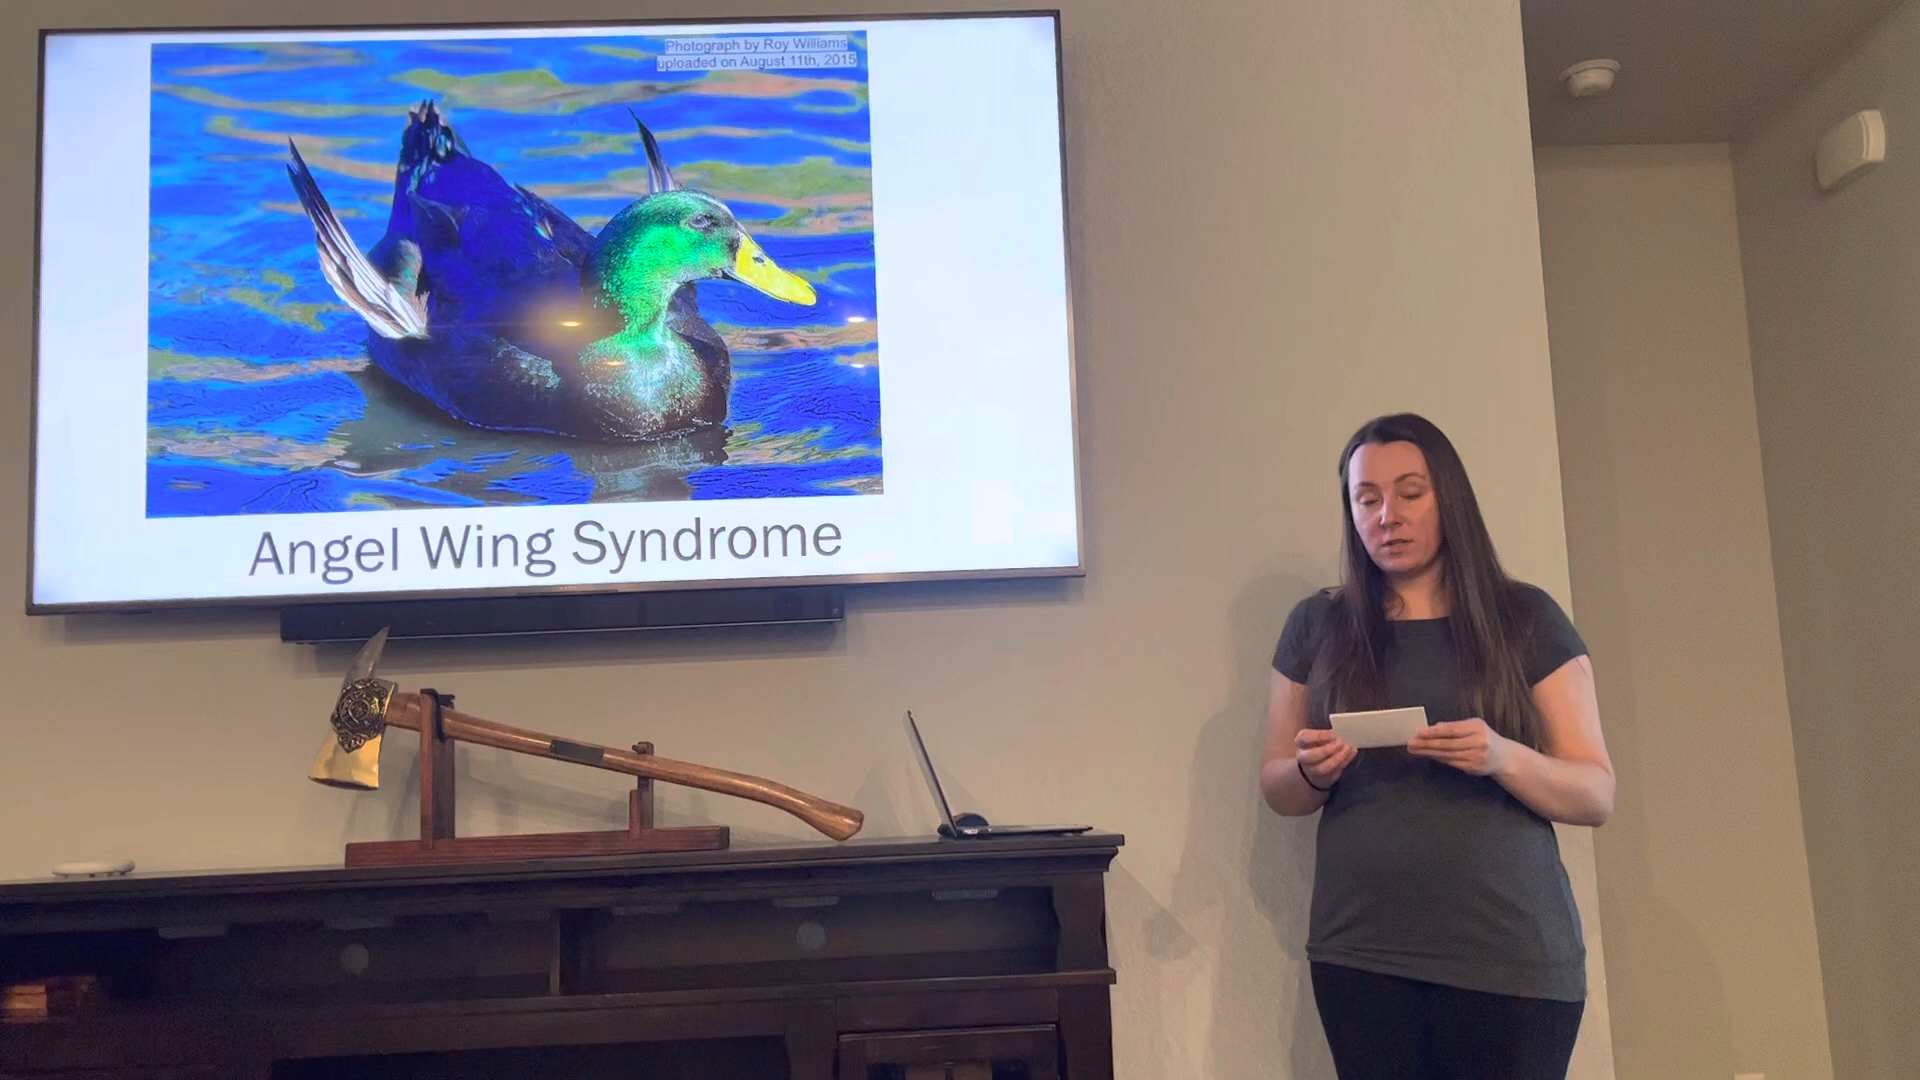 Photograph by Roy Williams
uploaded on August 11th, 2015
Angel Wing Syndrome